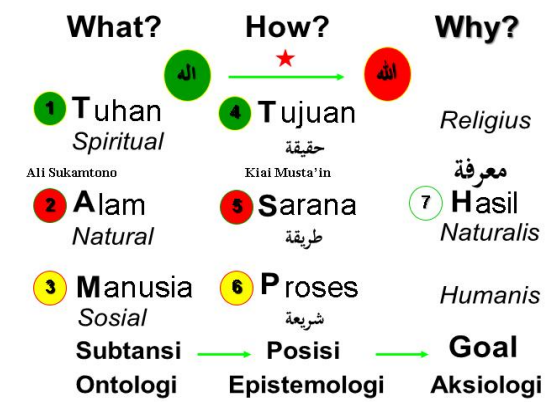 What? How? Why?
اله الله
1 Tuhan 4 Tujuan Religius
Spiritual حقيقة
Ali Sukamtono Kiai Musta'in معرفة
2 Alam 5 Sarana 7 Hasil
Natural طريقة Naturalis
3 Manusia 6 Proses Humanis
Sosial شريعة
Subtansi Posisi Goal
Ontologi Epistemologi Aksiologi